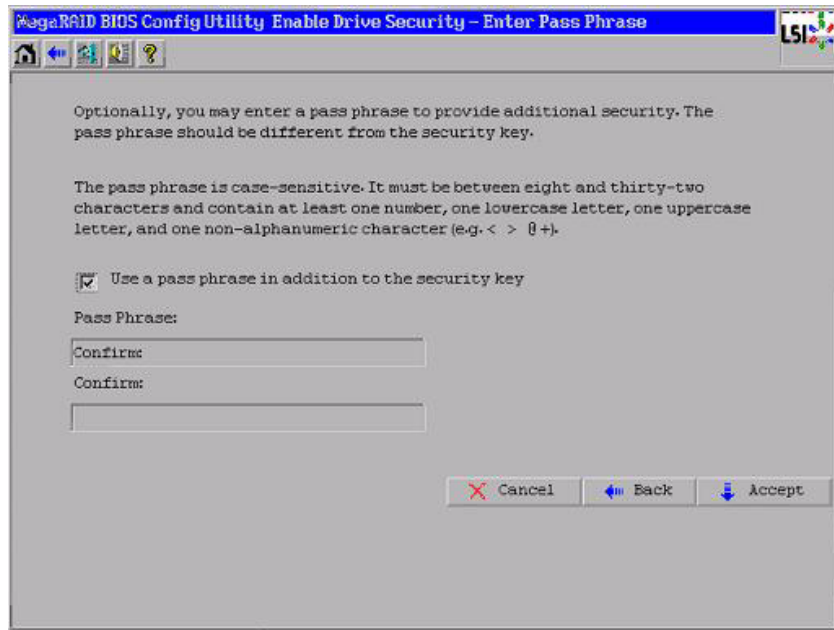 MegaRAID BIOS Config Utility Enable Drive Security - Enter Pass Phrase
LSI
Optionally, you may enter a pass phrase to provide additional security. The
pass phrase should be different from the security key.
The pass phrase is case-sensitive. It must be between eight and thirty-two
characters and contain at least one number, one lowercase letter, one uppercase
letter, and one non-alphanumeric character (e.g. < > @ +).
Use a pass phrase in addition to the security key
Pass Phrase:
Confirm:
Confirm:
Cancel Back Accept